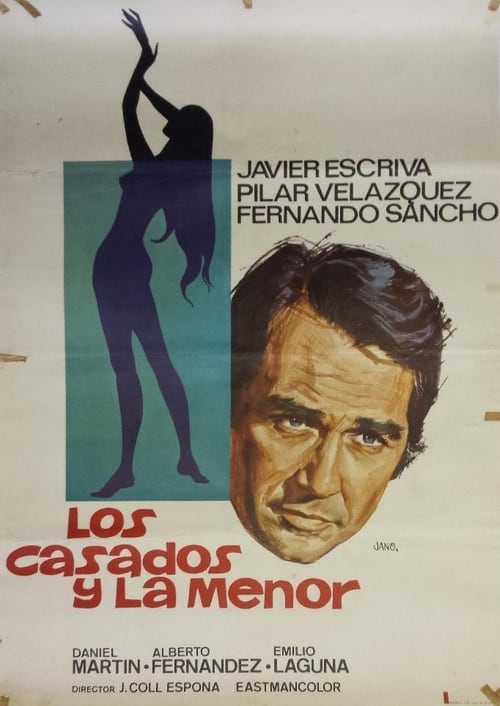 JAVIER ESCRIVA
PILAR VELAZQUEZ
FERNANDO SANCHO
JANO.
LOS
CASADOS
Y LA MENOR
DANIEL ALBERTO EMILIO
MARTIN · FERNANDEZ · LAGUNA
DIRECTOR J. COLL ESPONA EASTMANCOLOR